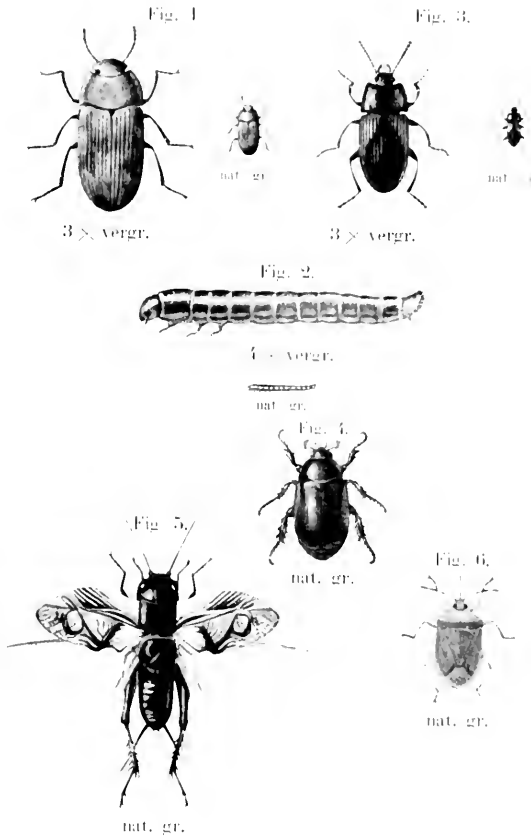 Fig. 1
Fig. 3.
nat. gr.
nat.
3 × vergr.
3 × vergr.
Fig. 2.
4 × vergr.
nat. gr.
Fig. 4.
nat. gr.
Fig. 5.
Fig. 6.
nat. gr.
nat. gr.